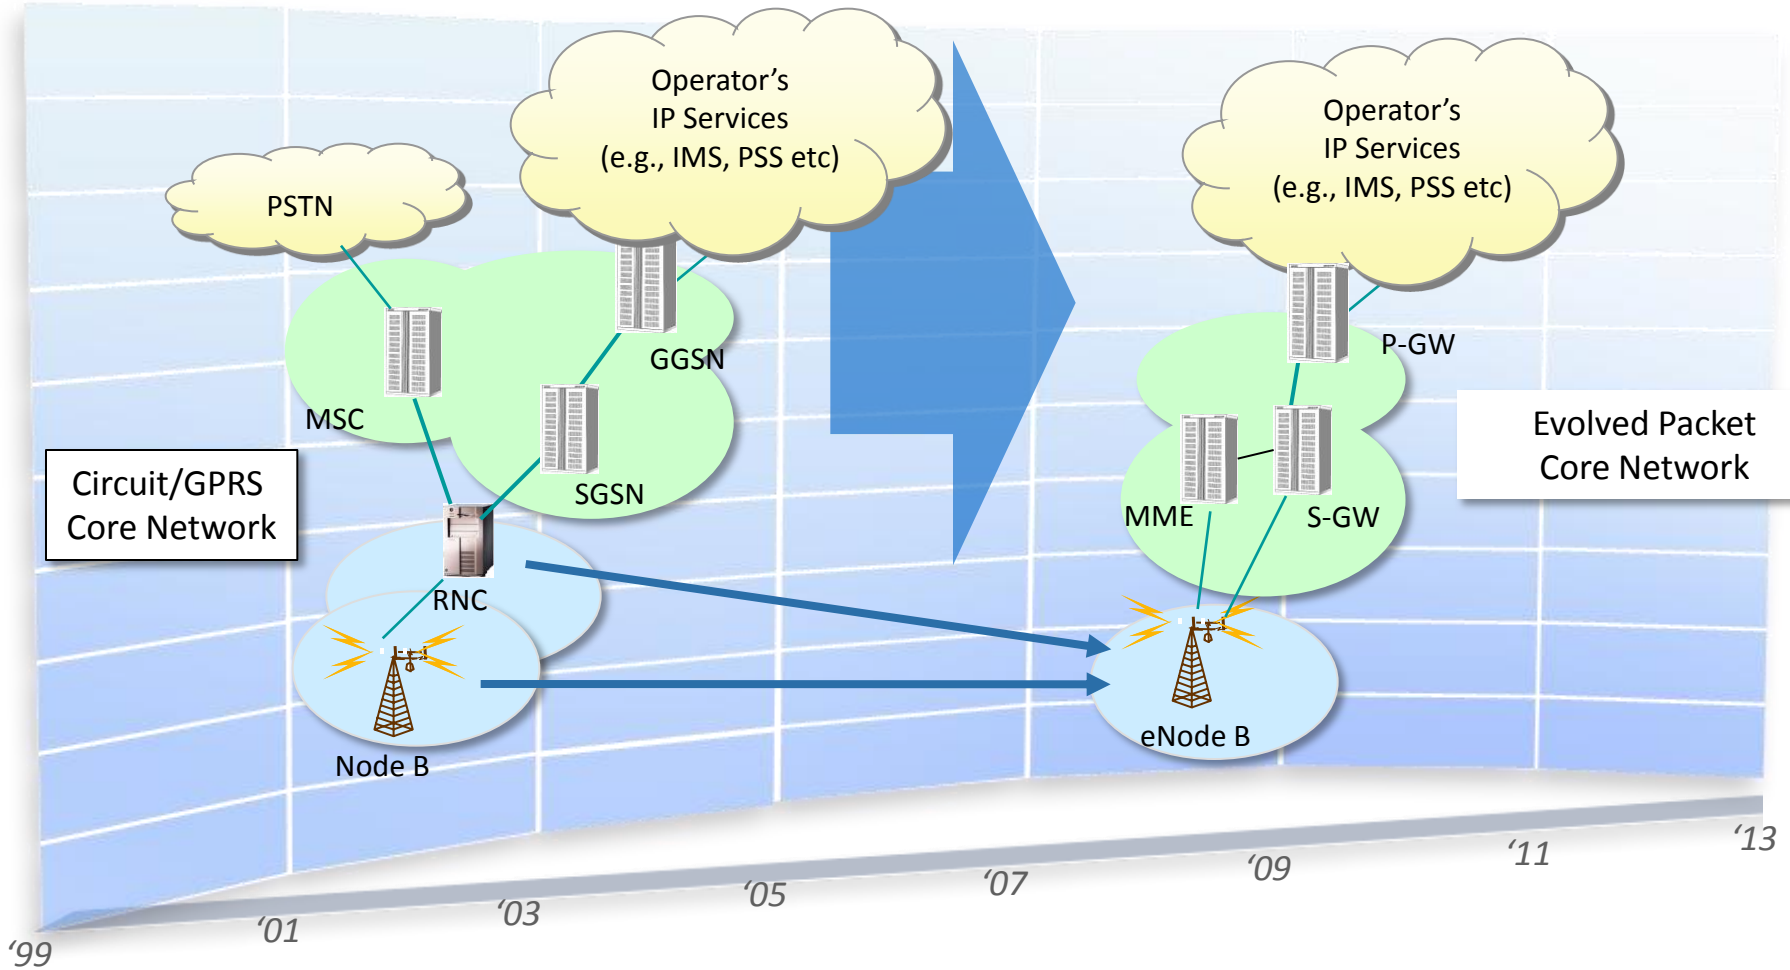 Operator’s
IP Services
(e.g., IMS, PSS etc)
PSTN
GGSN
MSC
SGSN
Circuit/GPRS
Core Network
RNC
Node B
Operator’s
IP Services
(e.g., IMS, PSS etc)
P-GW
Evolved Packet
Core Network
MME
S-GW
eNode B
‘99
‘01
‘03
‘05
‘07
‘09
‘11
‘13